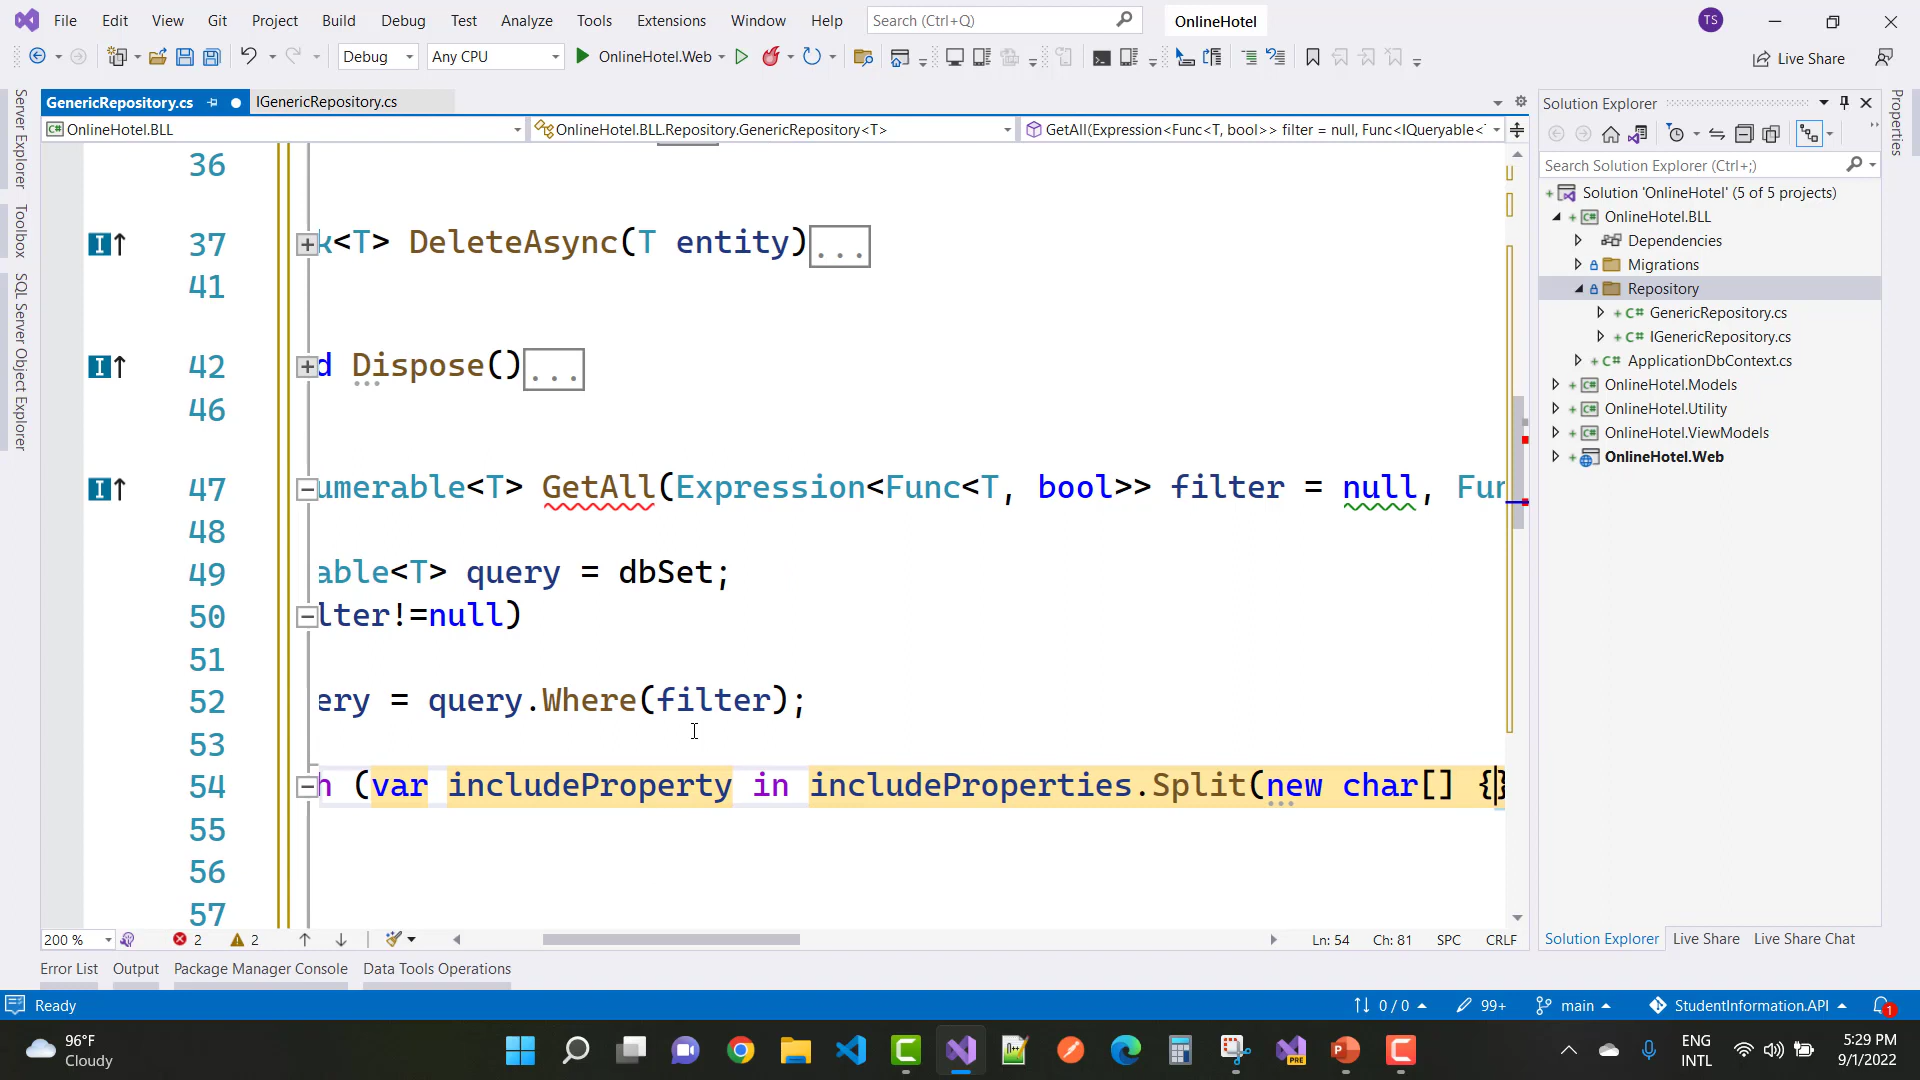 File Edit View Git Project Build Debug Test Analyze Tools Extensions Window Help Search (Ctrl+Q) OnlineHotel TS
Debug Any CPU OnlineHotel.Web Live Share
GenericRepository.cs IGenericRepository.cs
OnlineHotel.BLL OnlineHotel.BLL.Repository.GenericRepository<T> GetAll(Expression<Func<T, bool>> filter = null, Func<IQueryable<
Server Explorer
Toolbox
SQL Server Object Explorer
36
37 k<T> DeleteAsync(T entity)...
41
42 d Dispose()...
46
47 umerable<T> GetAll(Expression<Func<T, bool>> filter = null, Fun
48
49 able<T> query = dbSet;
50 lter!=null)
51
52 ery = query.Where(filter);
53
54 h (var includeProperty in includeProperties.Split(new char[] {}
55
56
57
200 % 2 2 Ln: 54 Ch: 81 SPC CRLF
Solution Explorer
Search Solution Explorer (Ctrl+;)
Solution 'OnlineHotel' (5 of 5 projects)
OnlineHotel.BLL
Dependencies
Migrations
Repository
GenericRepository.cs
IGenericRepository.cs
ApplicationDbContext.cs
OnlineHotel.Models
OnlineHotel.Utility
OnlineHotel.ViewModels
OnlineHotel.Web
Solution Explorer Live Share Live Share Chat
Properties
Error List Output Package Manager Console Data Tools Operations
Ready 0 / 0 99+ main StudentInformation.API 1
96°F
Cloudy
PRE
ENG
INTL
5:29 PM
9/1/2022